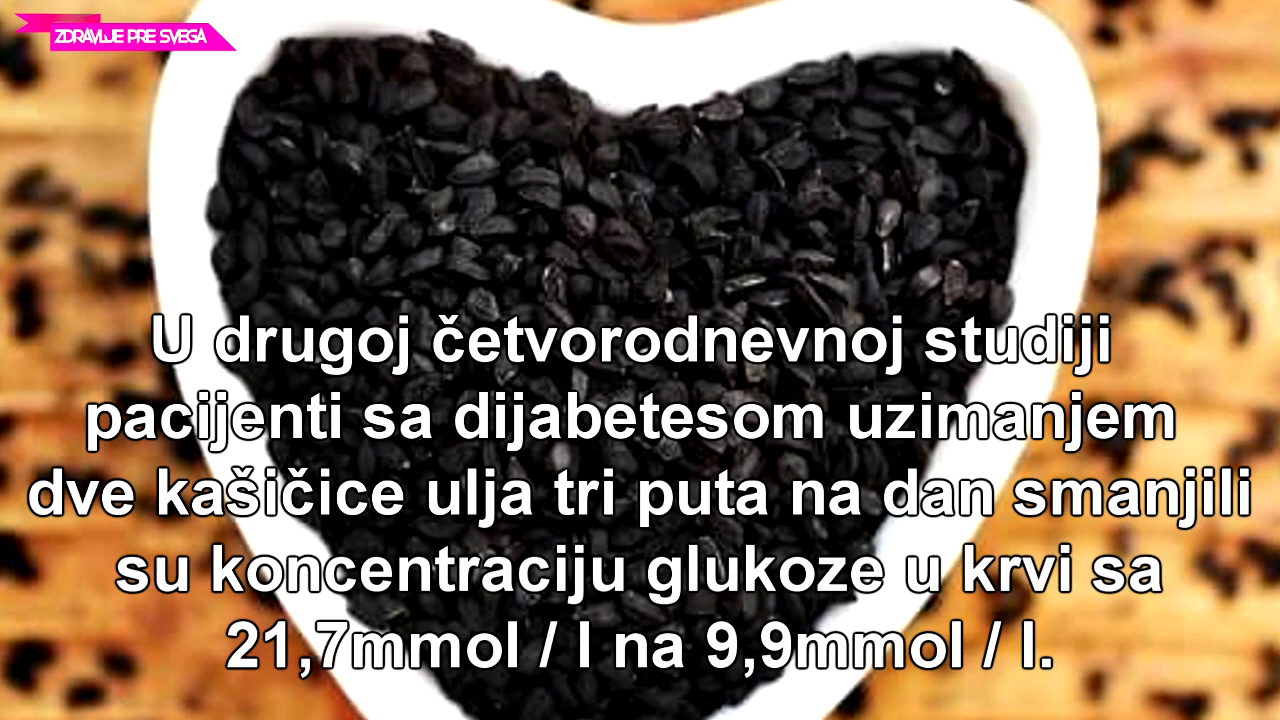 ZDRAVLJE PRE SVEGA
U drugoj četvorodnevnoj studiji
pacijenti sa dijabetesom uzimanjem
dve kašičice ulja tri puta na dan smanjili
su koncentraciju glukoze u krvi sa
21,7mmol / l na 9,9mmol / l.